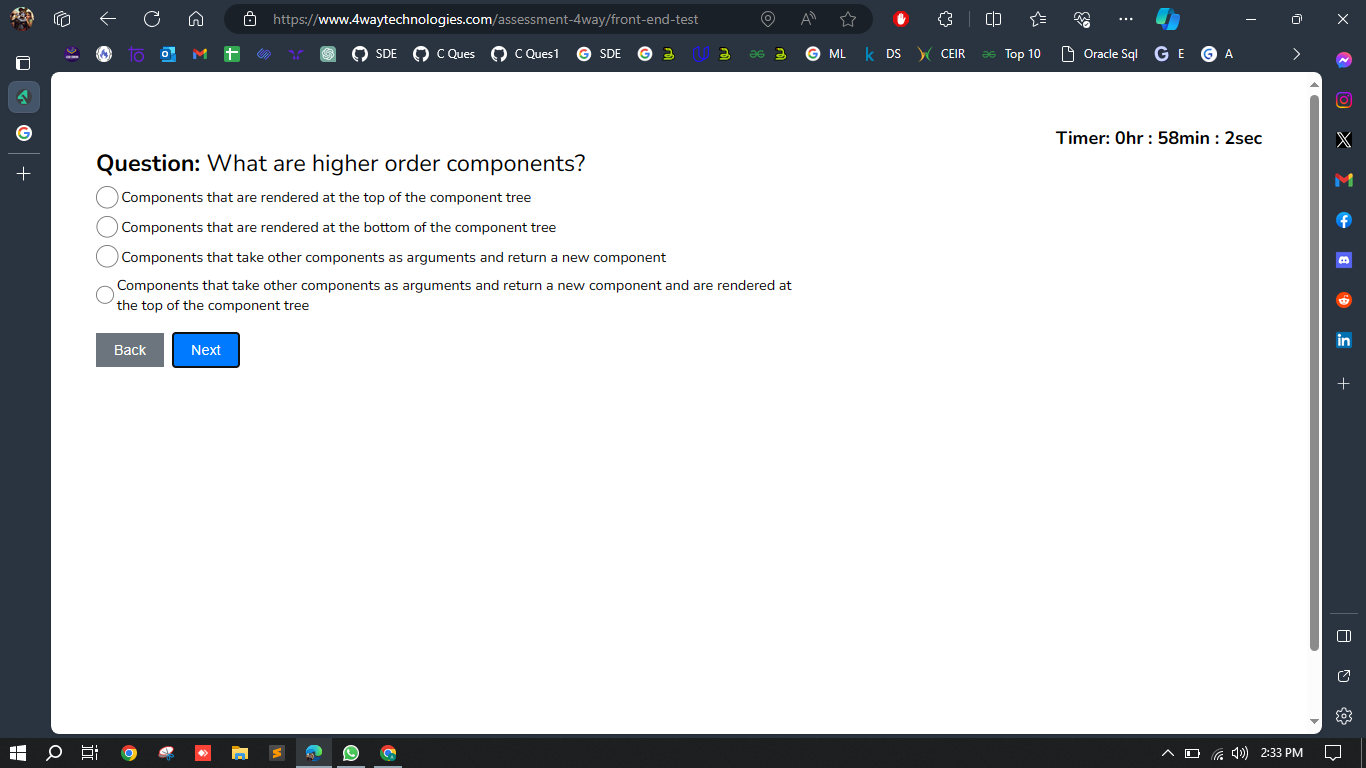 https://www.4waytechnologies.com/assessment-4way/front-end-test
SDE
C Ques
C Ques1
SDE
ML
DS
CEIR
Top 10
Oracle Sql
E
A
Timer: 0hr : 58min : 2sec
Question: What are higher order components?
Components that are rendered at the top of the component tree
Components that are rendered at the bottom of the component tree
Components that take other components as arguments and return a new component
Components that take other components as arguments and return a new component and are rendered at
the top of the component tree
Back
Next
2:33 PM